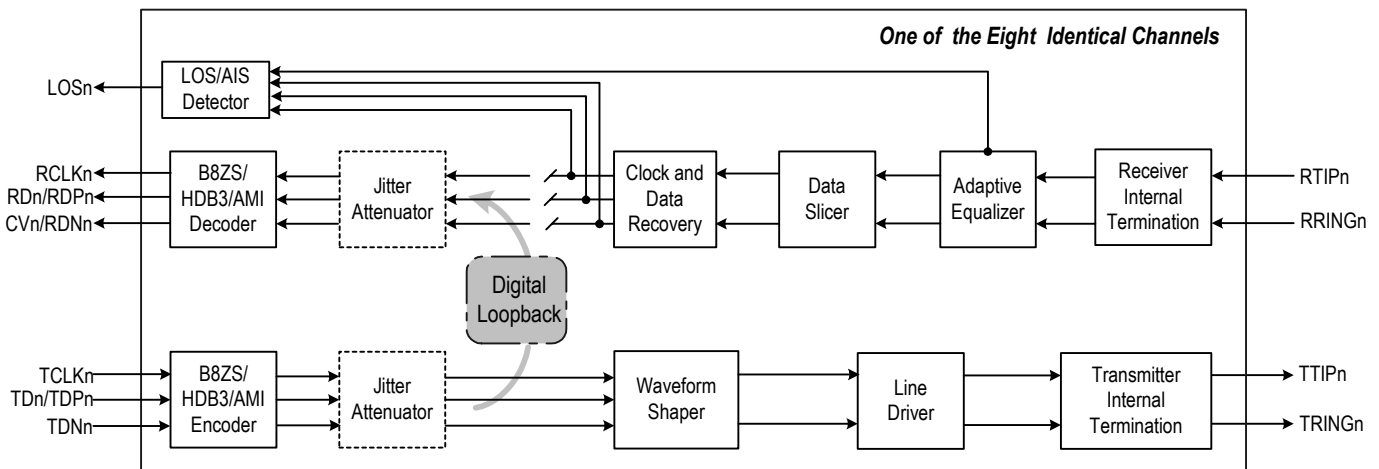 One of the Eight Identical Channels
LOSn
LOS/AIS
Detector
RCLKn
RDn/RDPn
CVn/RDNn
B8ZS/
HDB3/AMI
Decoder
Jitter
Attenuator
Clock and
Data
Recovery
Data
Slicer
Adaptive
Equalizer
Receiver
Internal
Termination
RTIPn
RRINGn
Digital
Loopback
TCLKn
TDn/TDPn
TDNn
B8ZS/
HDB3/AMI
Encoder
Jitter
Attenuator
Waveform
Shaper
Line
Driver
Transmitter
Internal
Termination
TTIPn
TRINGn